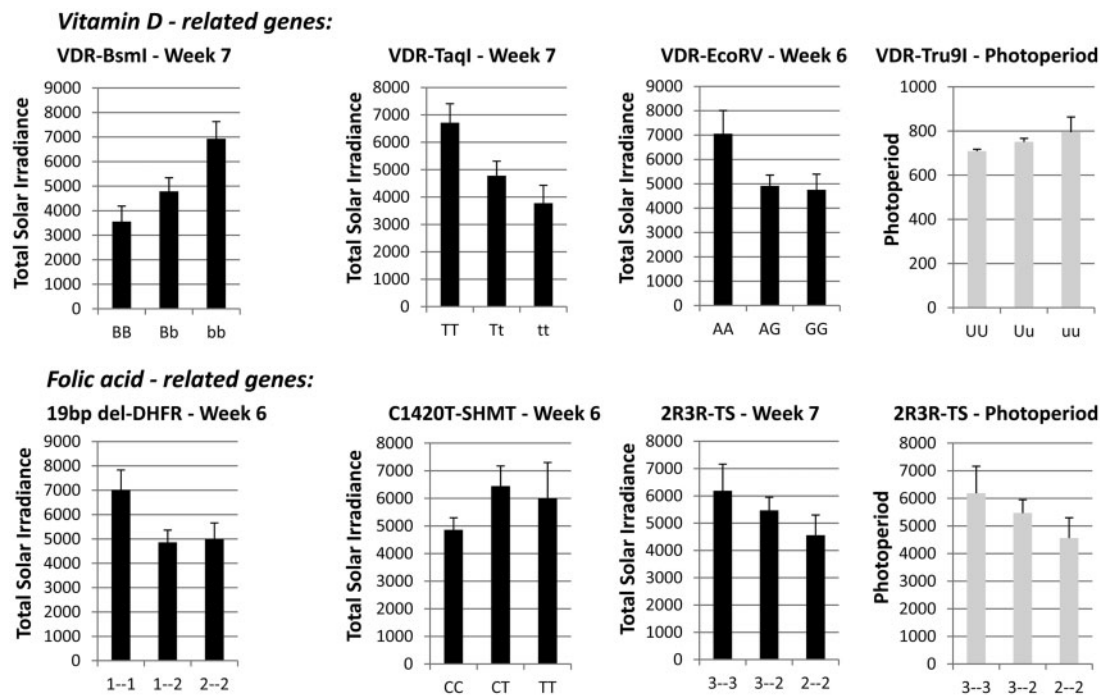 Vitamin D - related genes:
VDR-BsmI - Week 7
Total Solar Irradiance
9000
8000
7000
6000
5000
4000
3000
2000
1000
0
BB Bb bb
VDR-TaqI - Week 7
Total Solar Irradiance
8000
7000
6000
5000
4000
3000
2000
1000
0
TT Tt tt
VDR-EcoRV - Week 6
Total Solar Irradiance
9000
8000
7000
6000
5000
4000
3000
2000
1000
0
AA AG GG
VDR-Tru9I - Photoperiod
Photoperiod
1000
800
600
400
200
0
UU Uu uu
Folic acid - related genes:
19bp del-DHFR - Week 6
Total Solar Irradiance
9000
8000
7000
6000
5000
4000
3000
2000
1000
0
1--1 1--2 2--2
C1420T-SHMT - Week 6
Total Solar Irradiance
8000
7000
6000
5000
4000
3000
2000
1000
0
CC CT TT
2R3R-TS - Week 7
Total Solar Irradiance
8000
7000
6000
5000
4000
3000
2000
1000
0
3--3 3--2 2--2
2R3R-TS - Photoperiod
Photoperiod
8000
7000
6000
5000
4000
3000
2000
1000
0
3--3 3--2 2--2